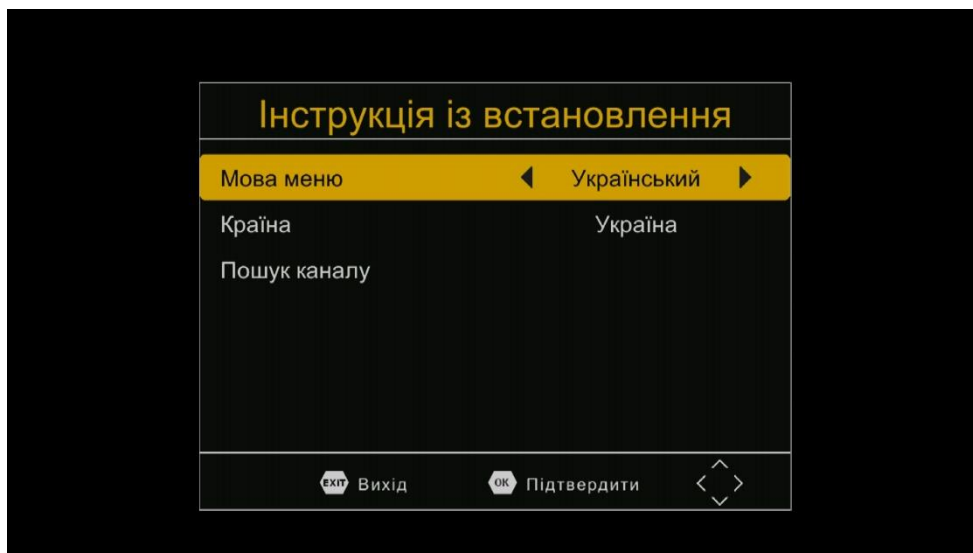 Інструкція із встановлення
Мова меню Український
Країна Україна
Пошук каналу
EXIT Вихід OK Підтвердити